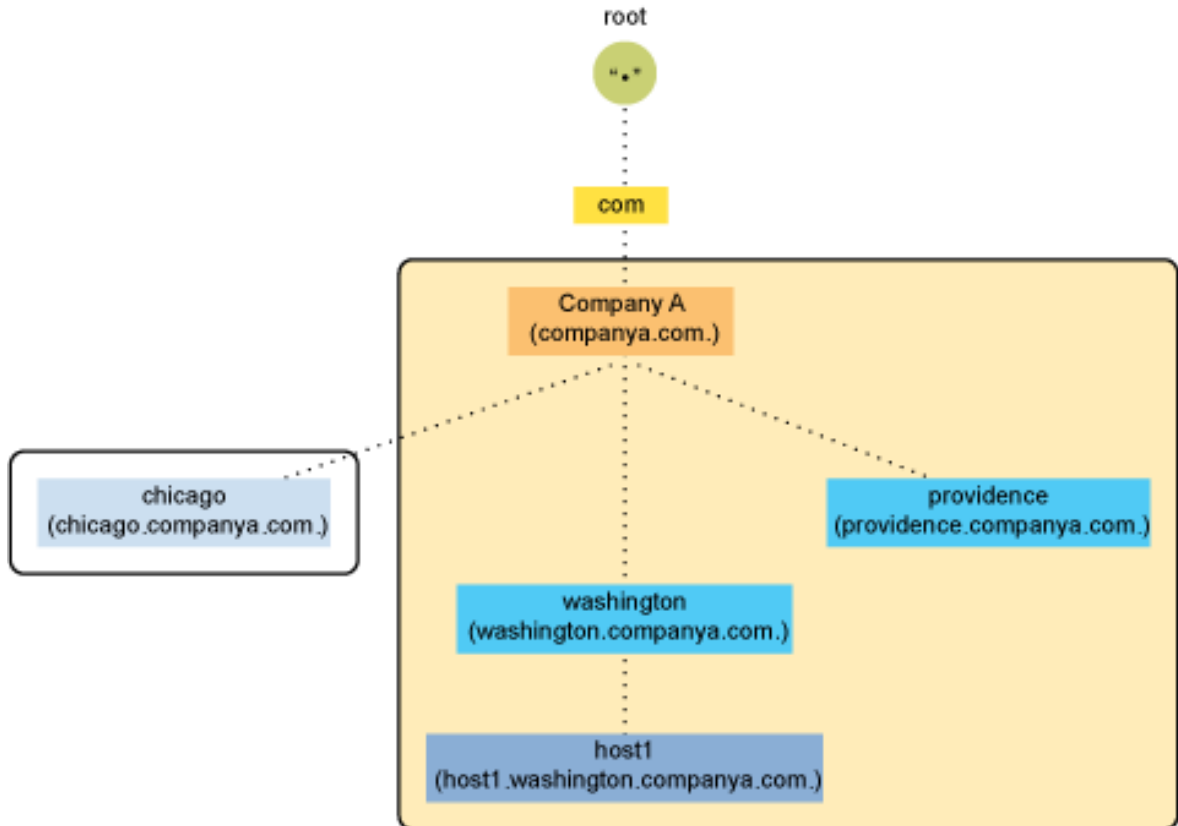 root
“•”
com
Company A
(companya.com.)
chicago
(chicago.companya.com.)
providence
(providence.companya.com.)
washington
(washington.companya.com.)
host1
(host1.washington.companya.com.)